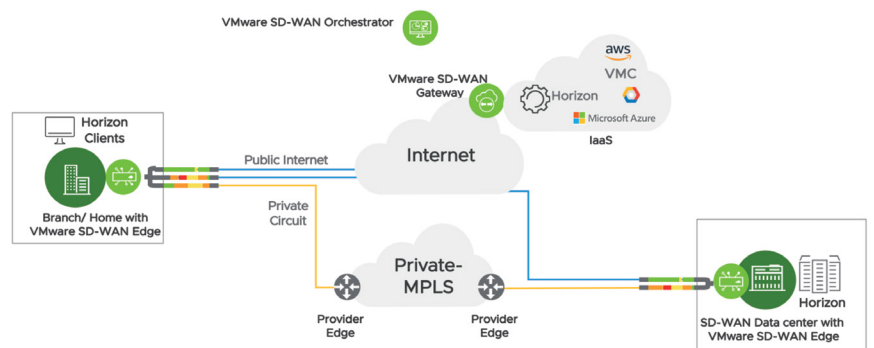 VMware SD-WAN Orchestrator
VMware SD-WAN
Gateway
aws
VMC
Horizon
Microsoft Azure
IaaS
Horizon
Clients
Branch/ Home with
VMware SD-WAN Edge
Public Internet
Internet
Private
Circuit
Private-
MPLS
Provider
Edge
Provider
Edge
Horizon
SD-WAN Data center with
VMware SD-WAN Edge